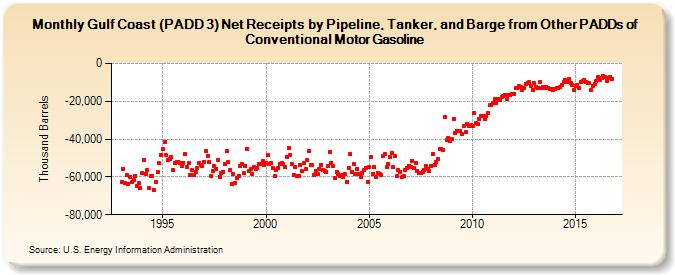 Monthly Gulf Coast (PADD 3) Net Receipts by Pipeline, Tanker, and Barge from Other PADDs of
Conventional Motor Gasoline
Thousand Barrels
0
-20,000
-40,000
-60,000
-80,000
1995
2000
2005
2010
2015
Source: U.S. Energy Information Administration